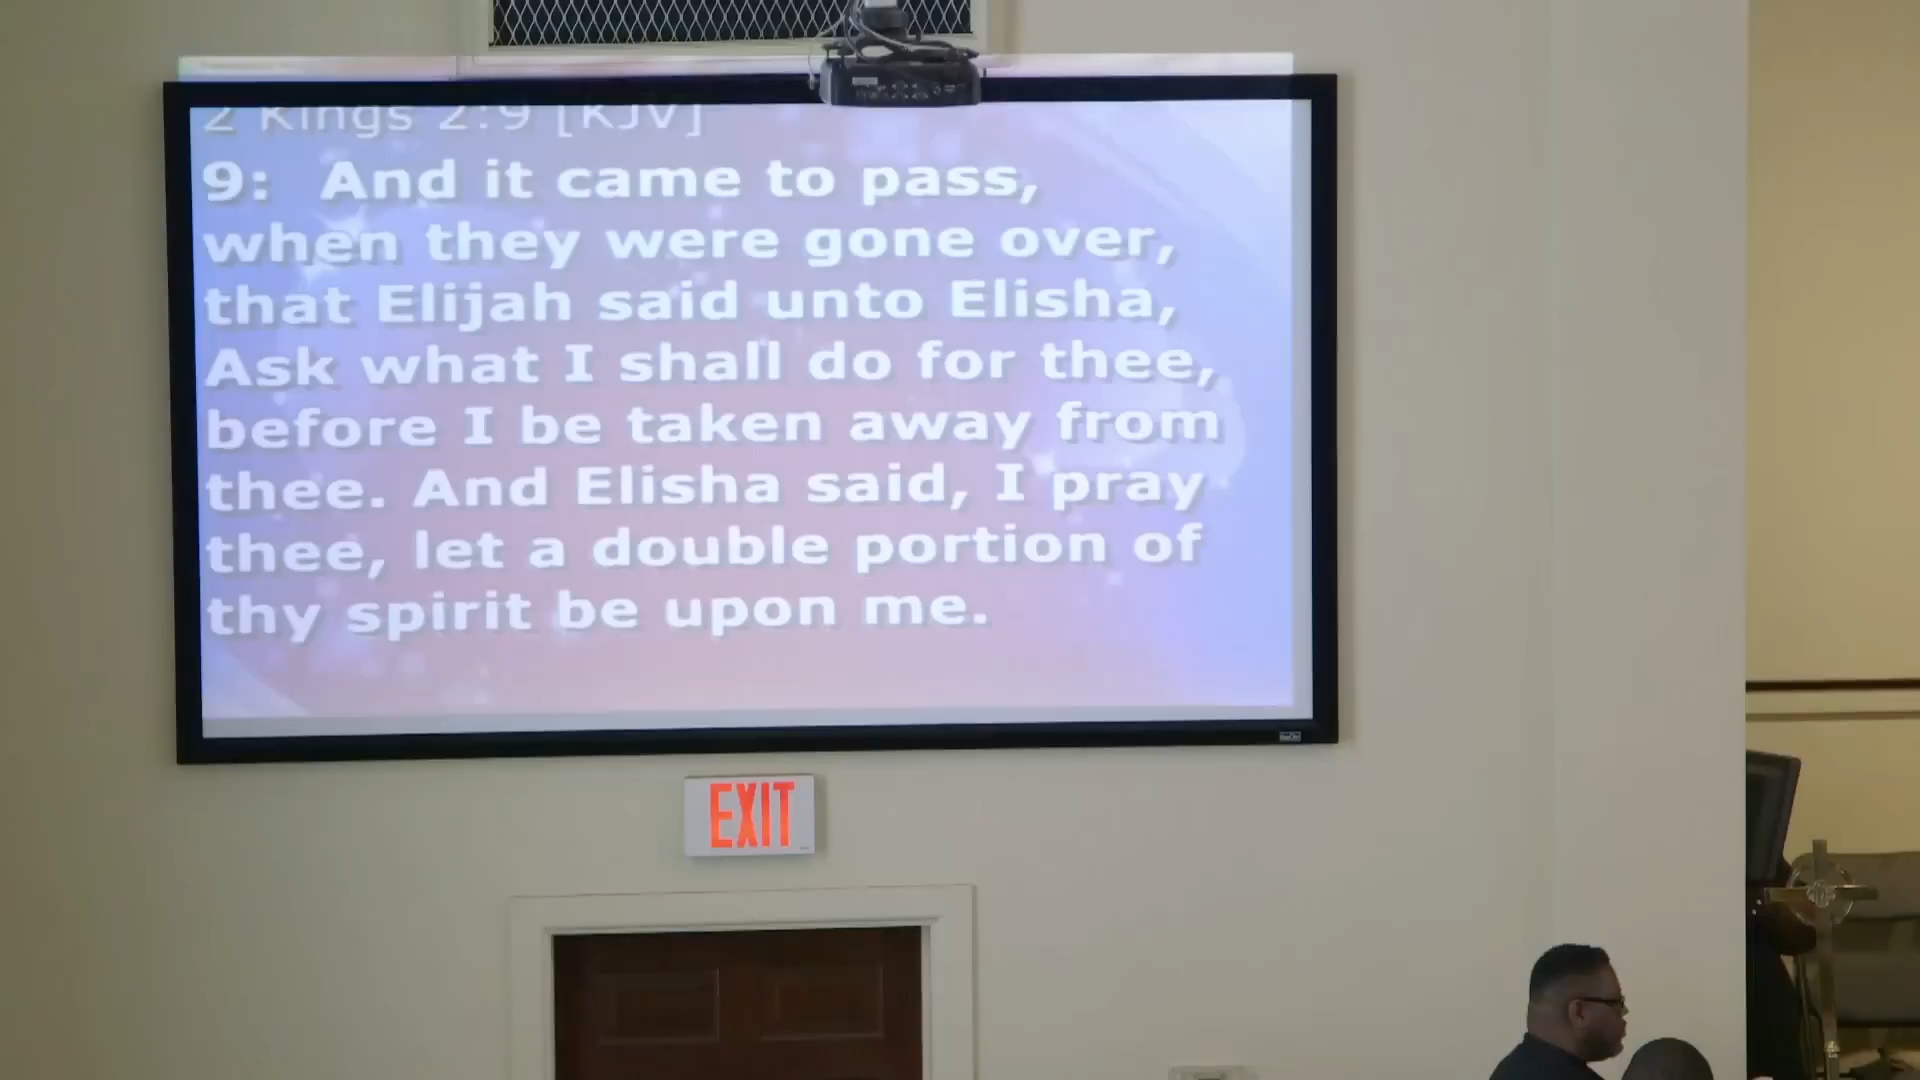 2 Kings 2:9 [KJV]
9: And it came to pass,
when they were gone over,
that Elijah said unto Elisha,
Ask what I shall do for thee,
before I be taken away from
thee. And Elisha said, I pray
thee, let a double portion of
thy spirit be upon me.
EXIT